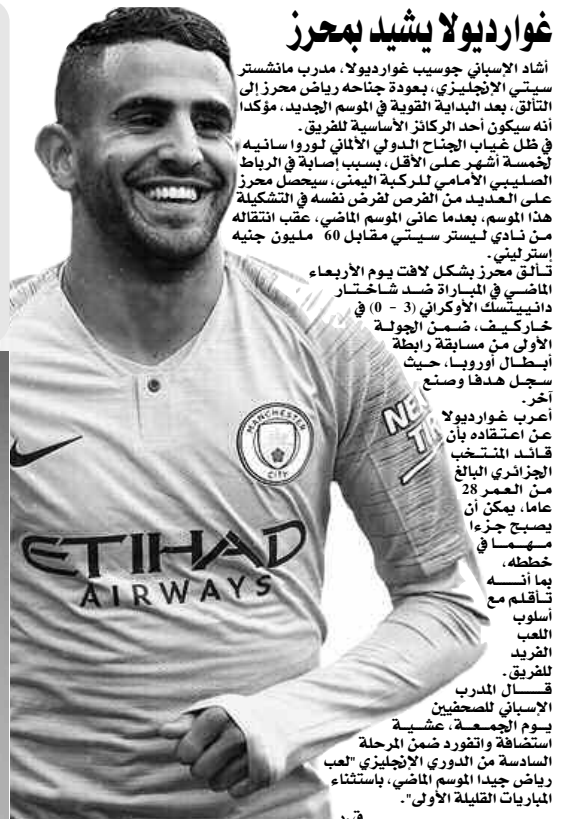 غوارديولا يشيد بمحرز
أشاد الإسباني جوسيب غوارديولا، مدرب مانشستر
سيتي الإنجليزي، بعودة جناحه رياض محرز إلى
التألق، بعد البداية القوية في الموسم الجديد، مؤكدا
أنه سيكون أحد الركائز الأساسية للفريق.
في ظل غياب الجناح الدولي الألماني لوروا سانيه
لخمسة أشهر على الأقل، بسبب إصابة في الرباط
الصليبي الأمامي للركبة اليمنى، سيحصل محرز
على العديد من الفرص لفرض نفسه في التشكيلة
هذا الموسم، بعدما عانى الموسم الماضي، عقب انتقاله
من نادي ليستر سيتي مقابل 60 مليون جنيه
إسترليني.
تألق محرز بشكل لافت يوم الأربعاء
الماضي في المباراة ضد شاختار
دانييتسك الأوكراني (3 - 0) في
خاركيف، ضمن الجولة
الأولى من مسابقة رابطة
أبطال أوروبا، حيث
سجل هدفا وصنع
آخر.
أعرب غوارديولا
عن اعتقاده بأن
قائد المنتخب
الجزائري البالغ
من العمر 28
عاما، يمكن أن
يصبح جزءا
مهما في
خططه،
بما أنه
تأقلم مع
أسلوب
اللعب
الفريد
للفريق.
قال المدرب
الإسباني للصحفيين
يوم الجمعة، عشية
استضافة واتفورد ضمن المرحلة
السادسة من الدوري الإنجليزي "لعب
رياض جيدا الموسم الماضي، باستثناء
المباريات القليلة الأولى".
MANCHESTER
CITY
ETIHAD
AIRWAYS